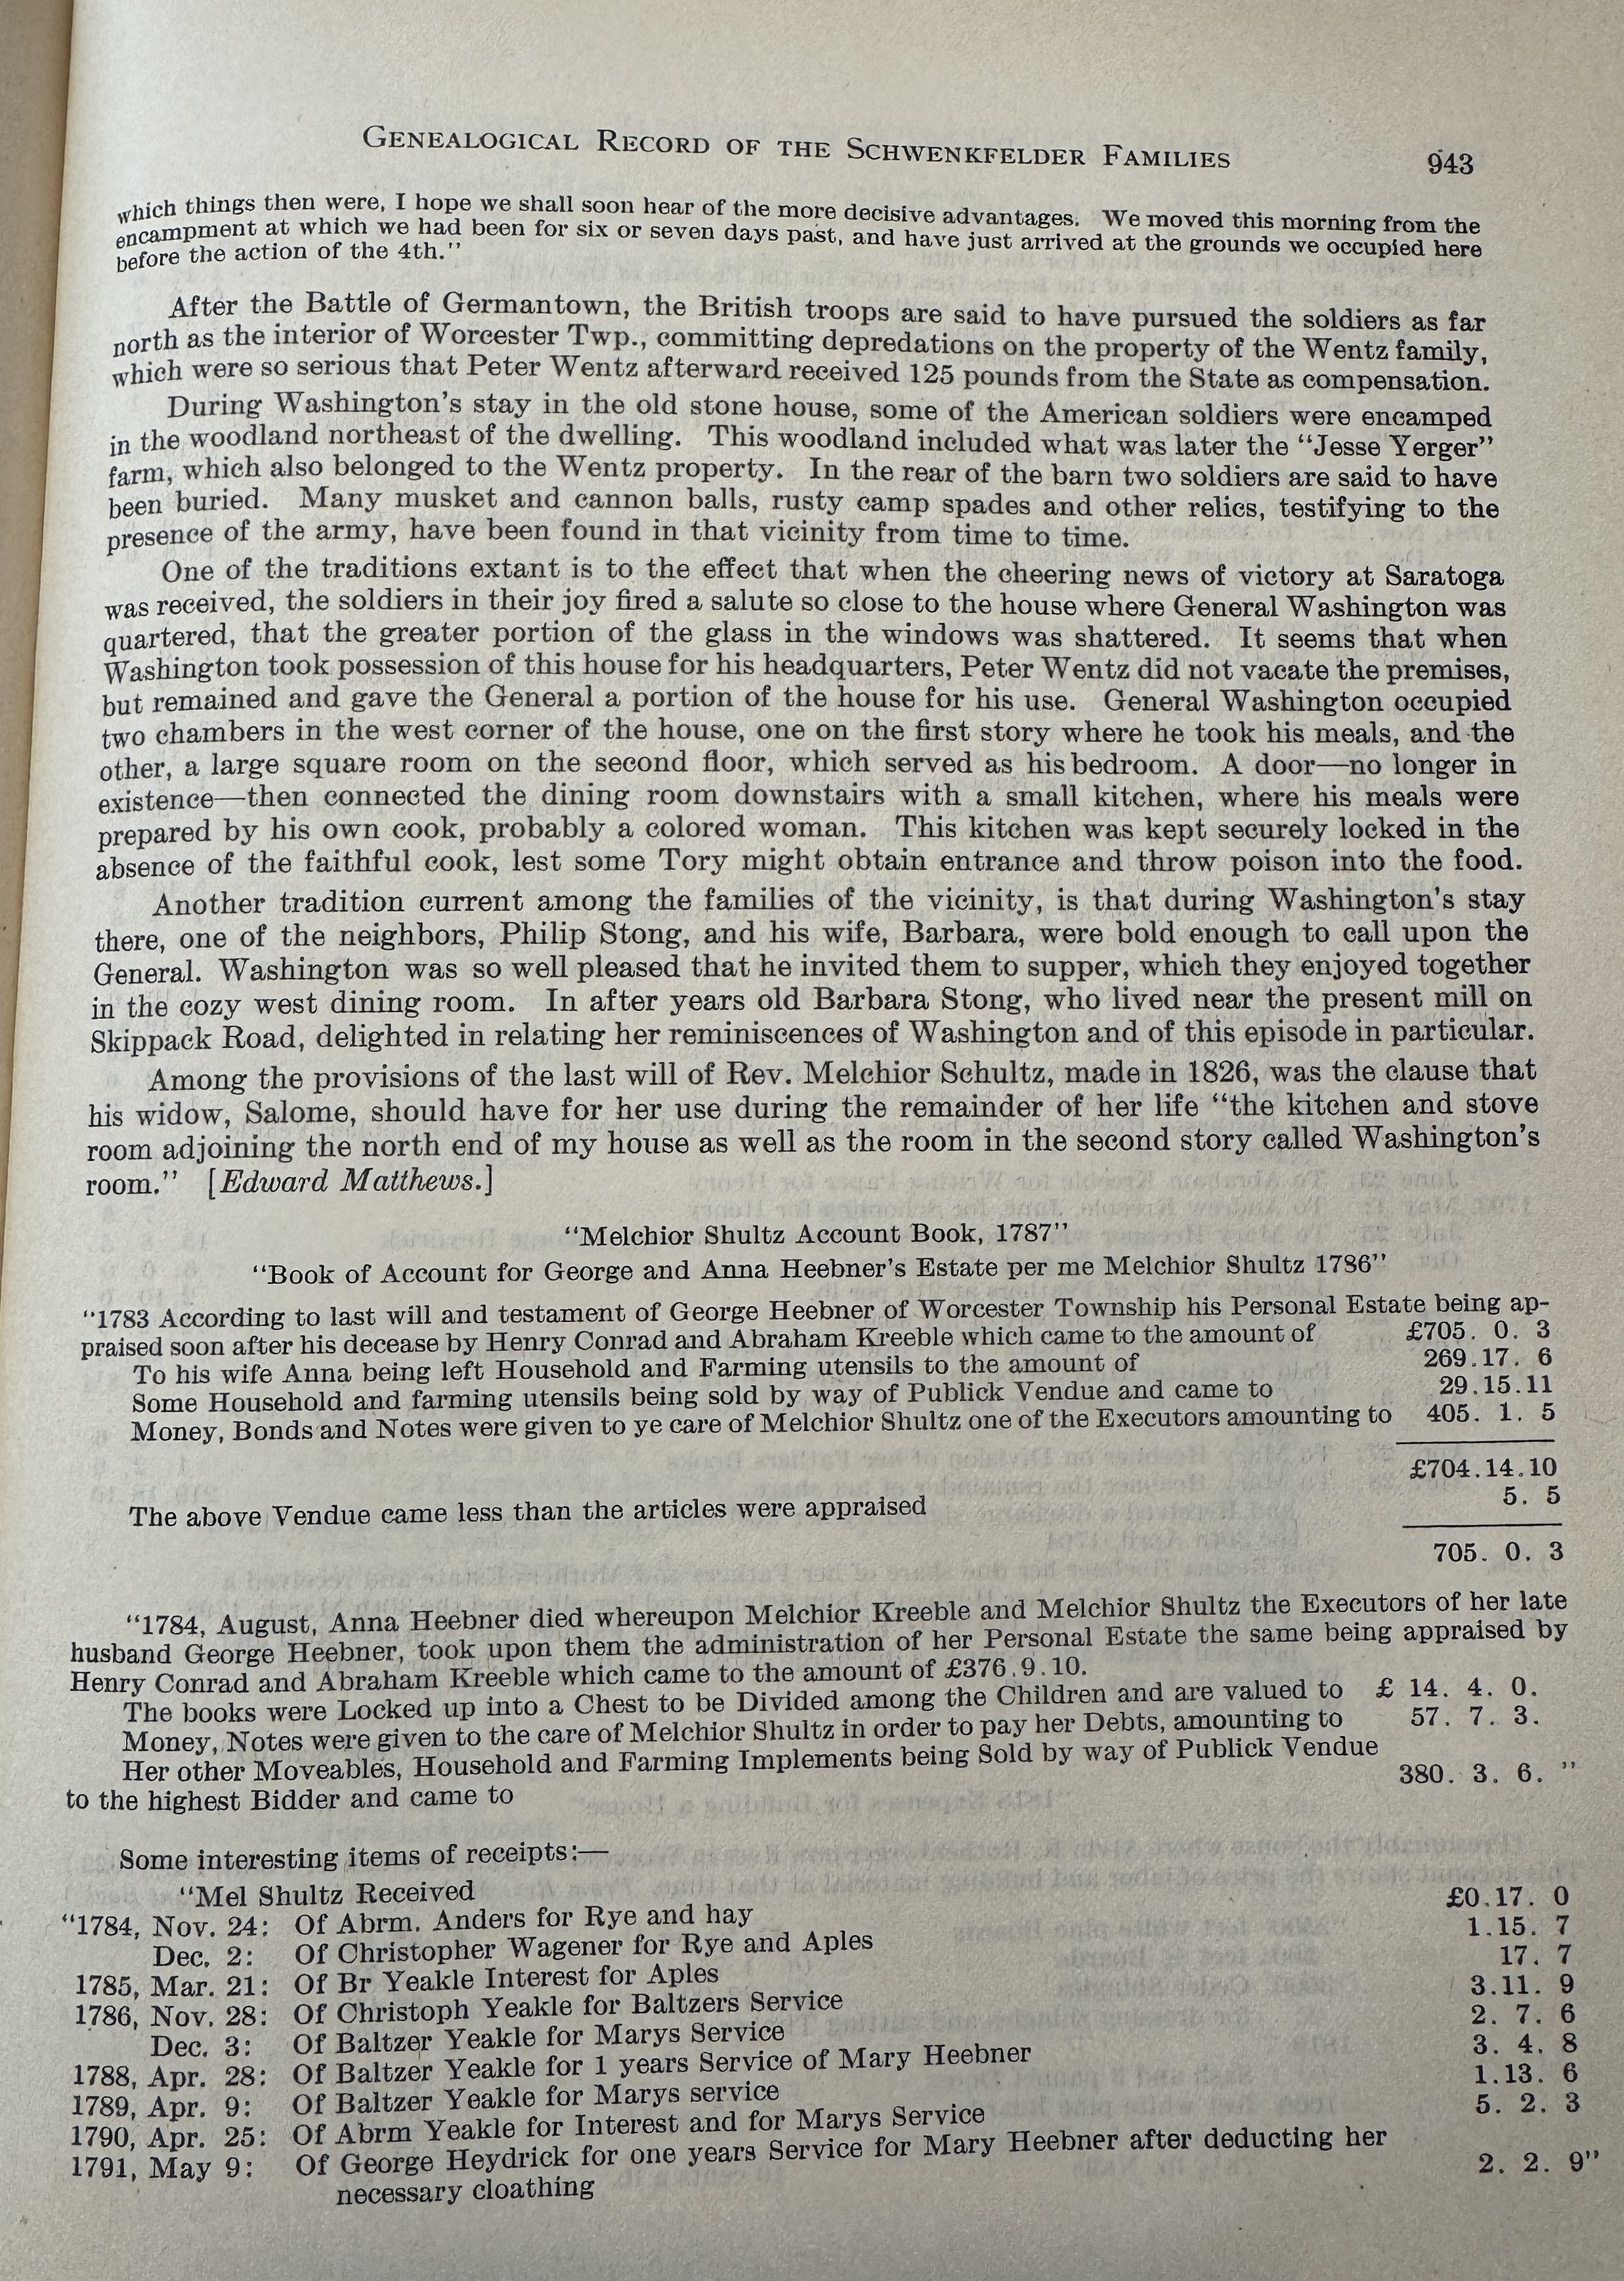 GENEALOGICAL RECORD OF THE SCHWENKFELDER FAMILIES 943
which things then were, I hope we shall soon hear of the more decisive advantages. We moved this morning from the
encampment at which we had been for six or seven days past, and have just arrived at the grounds we occupied here
before the action of the 4th."
After the Battle of Germantown, the British troops are said to have pursued the soldiers as far
north as the interior of Worcester Twp., committing depredations on the property of the Wentz family,
which were so serious that Peter Wentz afterward received 125 pounds from the State as compensation.
During Washington's stay in the old stone house, some of the American soldiers were encamped
in the woodland northeast of the dwelling. This woodland included what was later the "Jesse Yerger"
farm, which also belonged to the Wentz property. In the rear of the barn two soldiers are said to have
been buried. Many musket and cannon balls, rusty camp spades and other relics, testifying to the
presence of the army, have been found in that vicinity from time to time.
One of the traditions extant is to the effect that when the cheering news of victory at Saratoga
was received, the soldiers in their joy fired a salute so close to the house where General Washington was
quartered, that the greater portion of the glass in the windows was shattered. It seems that when
Washington took possession of this house for his headquarters, Peter Wentz did not vacate the premises,
but remained and gave the General a portion of the house for his use. General Washington occupied
two chambers in the west corner of the house, one on the first story where he took his meals, and the
other, a large square room on the second floor, which served as his bedroom. A door—no longer in
existence—then connected the dining room downstairs with a small kitchen, where his meals were
prepared by his own cook, probably a colored woman. This kitchen was kept securely locked in the
absence of the faithful cook, lest some Tory might obtain entrance and throw poison into the food.
Another tradition current among the families of the vicinity, is that during Washington's stay
there, one of the neighbors, Philip Stong, and his wife, Barbara, were bold enough to call upon the
General. Washington was so well pleased that he invited them to supper, which they enjoyed together
in the cozy west dining room. In after years old Barbara Stong, who lived near the present mill on
Skippack Road, delighted in relating her reminiscences of Washington and of this episode in particular.
Among the provisions of the last will of Rev. Melchior Schultz, made in 1826, was the clause that
his widow, Salome, should have for her use during the remainder of her life "the kitchen and stove
room adjoining the north end of my house as well as the room in the second story called Washington's
room." [Edward Matthews.]
"Melchior Shultz Account Book, 1787"
"Book of Account for George and Anna Heebner's Estate per me Melchior Shultz 1786"
"1783 According to last will and testament of George Heebner of Worcester Township his Personal Estate being ap-
praised soon after his decease by Henry Conrad and Abraham Kreeble which came to the amount of £705. 0. 3
To his wife Anna being left Household and Farming utensils to the amount of 269.17. 6
Some Household and farming utensils being sold by way of Publick Vendue and came to 29.15.11
Money, Bonds and Notes were given to ye care of Melchior Shultz one of the Executors amounting to 405. 1. 5
£704.14.10
The above Vendue came less than the articles were appraised 5. 5
705. 0. 3
"1784, August, Anna Heebner died whereupon Melchior Kreeble and Melchior Shultz the Executors of her late
husband George Heebner, took upon them the administration of her Personal Estate the same being appraised by
Henry Conrad and Abraham Kreeble which came to the amount of £376.9.10.
The books were Locked up into a Chest to be Divided among the Children and are valued to £ 14. 4. 0.
Money, Notes were given to the care of Melchior Shultz in order to pay her Debts, amounting to 57. 7. 3.
Her other Moveables, Household and Farming Implements being Sold by way of Publick Vendue
to the highest Bidder and came to 380. 3. 6. "
Some interesting items of receipts:—
"Mel Shultz Received
"1784, Nov. 24: Of Abrm. Anders for Rye and hay £0.17. 0
Dec. 2: Of Christopher Wagener for Rye and Aples 1.15. 7
1785, Mar. 21: Of Br Yeakle Interest for Aples 17. 7
1786, Nov. 28: Of Christoph Yeakle for Baltzers Service 3.11. 9
Dec. 3: Of Baltzer Yeakle for Marys Service 2. 7. 6
1788, Apr. 28: Of Baltzer Yeakle for 1 years Service of Mary Heebner 3. 4. 8
1789, Apr. 9: Of Baltzer Yeakle for Marys service 1.13. 6
1790, Apr. 25: Of Abrm Yeakle for Interest and for Marys Service 5. 2. 3
1791, May 9: Of George Heydrick for one years Service for Mary Heebner after deducting her
necessary cloathing 2. 2. 9"